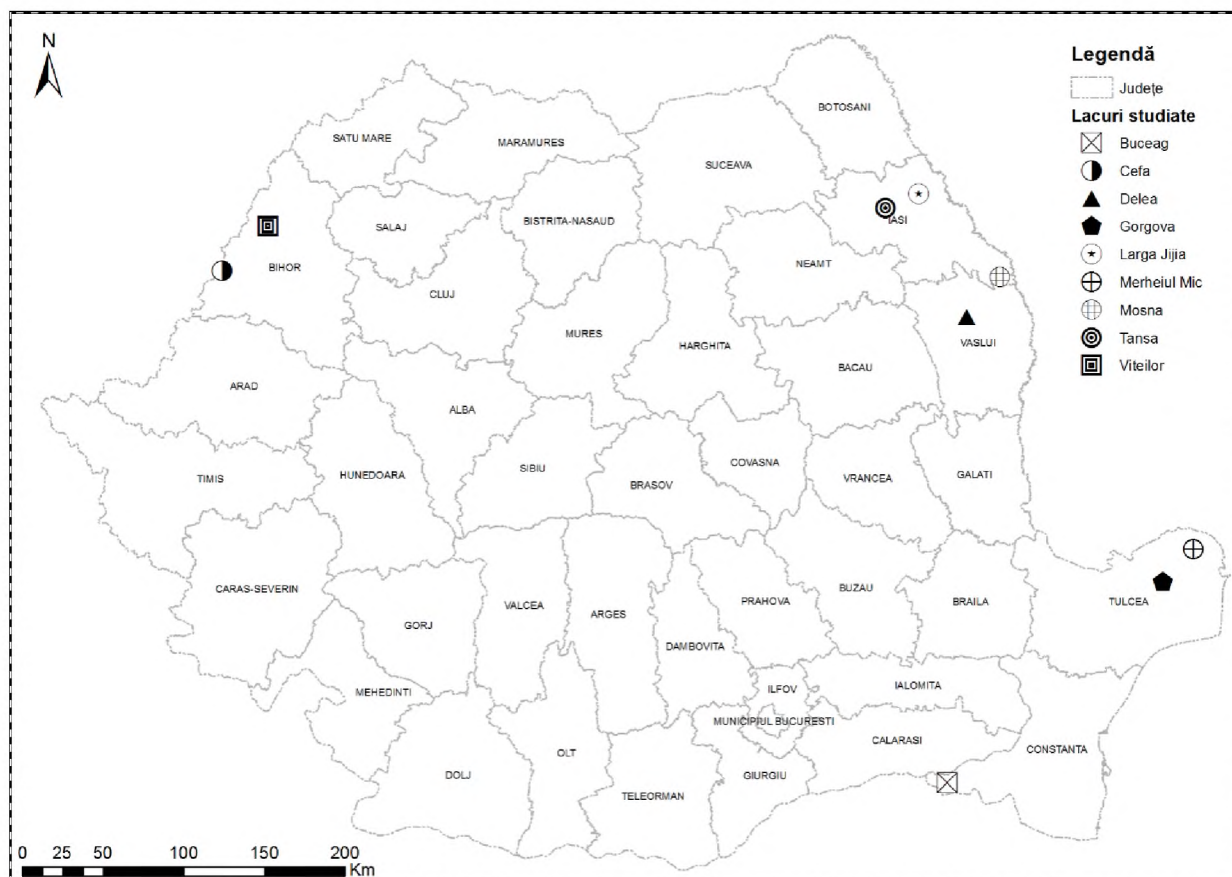 N
Legendă
Județe
Lacuri studiate
Buceag
Cefa
Delea
Gorgova
Larga Jijia
Merheiul Mic
Mosna
Tansa
Viteilor
BOTOSANI
SATU MARE
MARAMURES
SUCEAVA
SALAJ
BISTRITA-NASAUD
IASI
BIHOR
NEAMT
CLUJ
MURES
HARGHITA
VASLUI
BACAU
ARAD
ALBA
COVASNA
SIBIU
HUNEDOARA
TIMIS
BRASOV
VRANCEA
GALATI
CARAS-SEVERIN
VALCEA
ARGES
PRAHOVA
BUZAU
BRAILA
TULCEA
GORJ
DAMBOVITA
MEHEDINTI
ILFOV
IALOMITA
MUNICIPIUL BUCURESTI
CALARASI
CONSTANTA
OLT
DOLJ
GIURGIU
TELEORMAN
0 25 50 100 150 200
Km